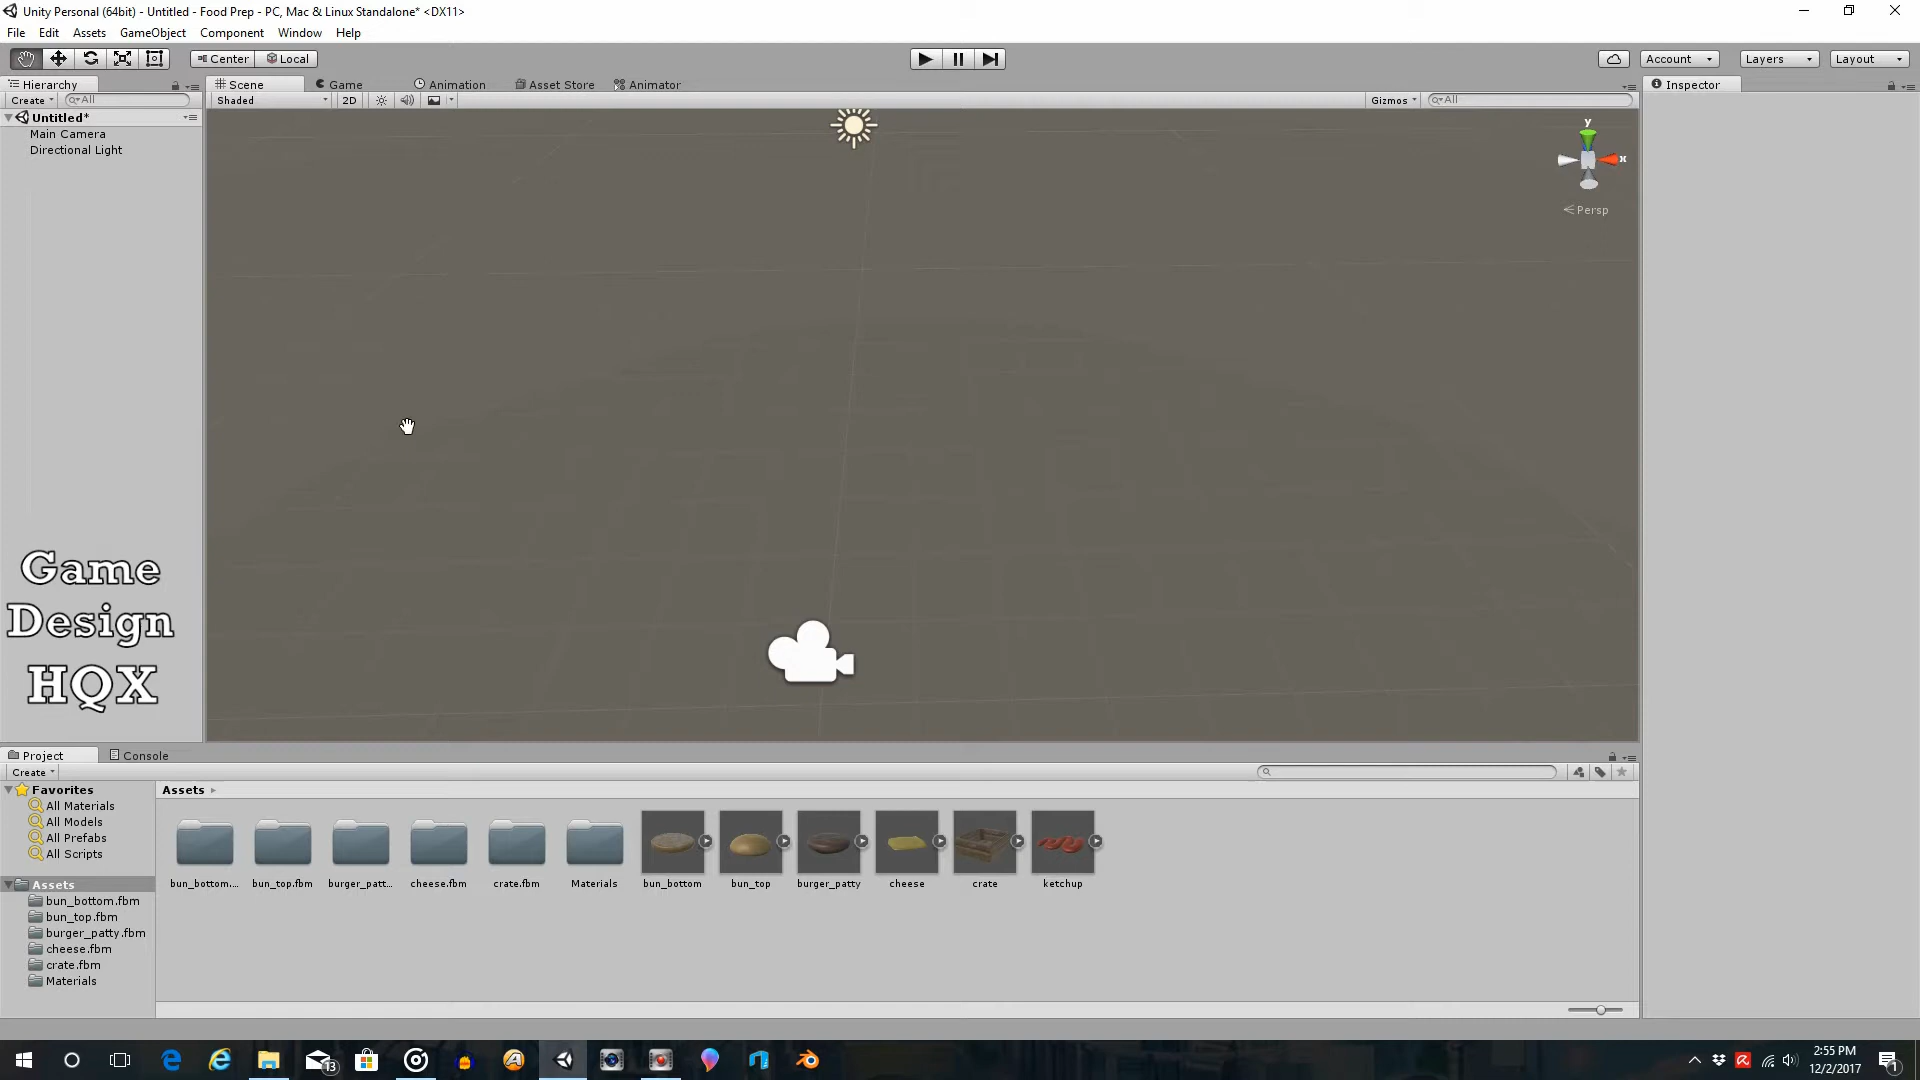 Unity Personal (64bit) - Untitled - Food Prep - PC, Mac & Linux Standalone* <DX11>
File Edit Assets GameObject Component Window Help
Center Local Account Layers Layout
Hierarchy Scene Game Animation Asset Store Animator Inspector
Create All Shaded 2D Gizmos All
Untitled*
Main Camera
Directional Light
y
x
Persp
Game
Design
HQX
Project Console
Create
Favorites
All Materials
All Models
All Prefabs
All Scripts
Assets
bun_bottom.fbm
bun_top.fbm
burger_patty.fbm
cheese.fbm
crate.fbm
Materials
Assets
bun_bottom.... bun_top.fbm burger_patt... cheese.fbm crate.fbm Materials bun_bottom bun_top burger_patty cheese crate ketchup
13
2:55 PM
12/2/2017
1